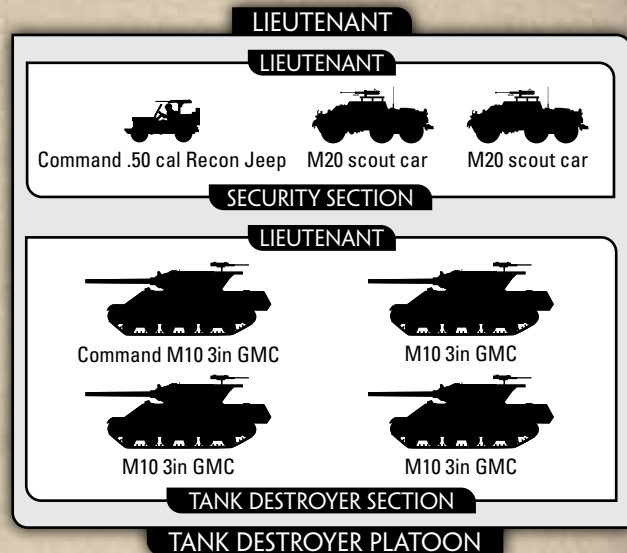 LIEUTENANT
LIEUTENANT
Command .50 cal Recon Jeep M20 scout car M20 scout car
SECURITY SECTION
LIEUTENANT
Command M10 3in GMC M10 3in GMC
M10 3in GMC M10 3in GMC
TANK DESTROYER SECTION
TANK DESTROYER PLATOON